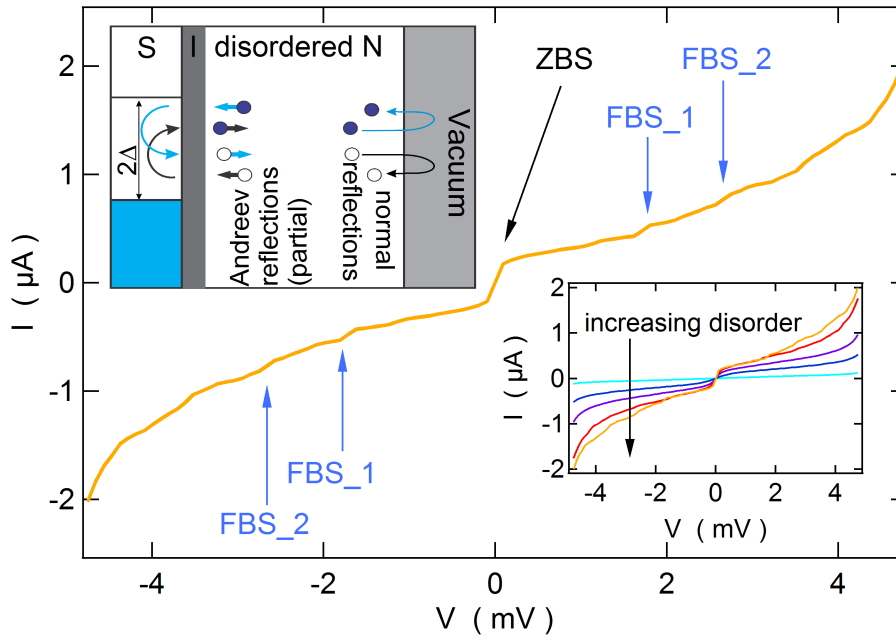 S I disordered N
2Δ
Andreev
reflections
(partial)
normal
reflections
Vacuum
ZBS
FBS_1
FBS_2
FBS_1
FBS_2
I ( μA )
2
1
0
-1
-2
-4
-2
0
2
4
V ( mV )
increasing disorder
I ( μA )
2
1
0
-1
-2
-4
-2
0
2
4
V ( mV )